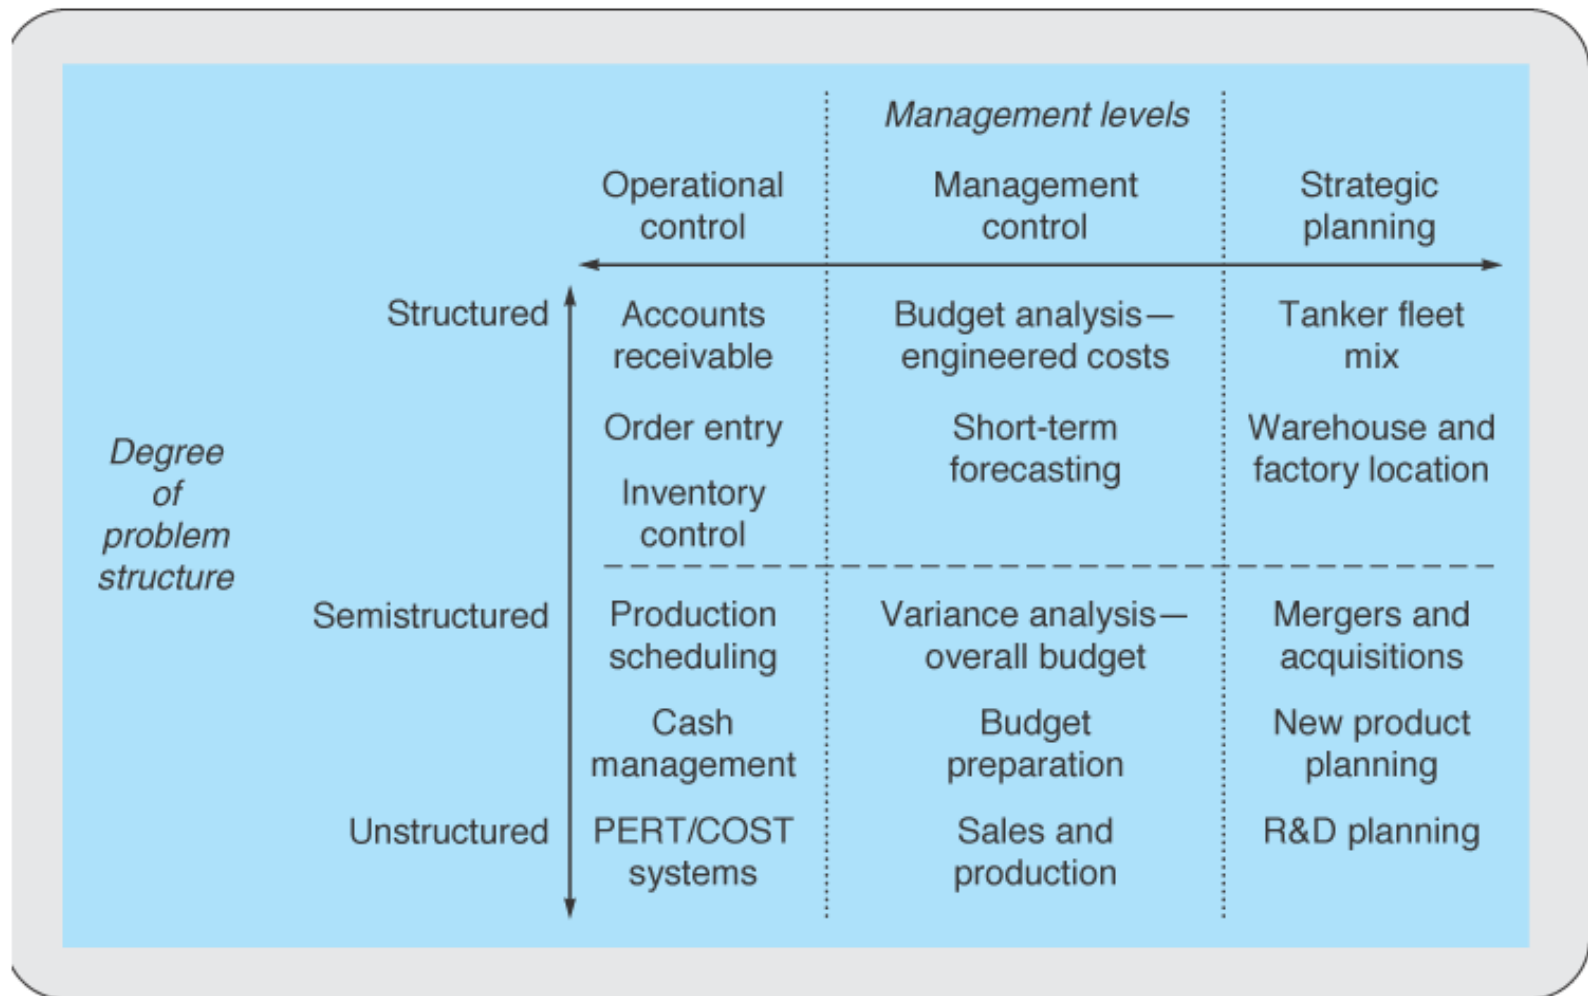 Management levels
Operational
control
Management
control
Strategic
planning
Degree
of
problem
structure
Structured
Accounts
receivable
Budget analysis—
engineered costs
Tanker fleet
mix
Order entry
Short-term
forecasting
Warehouse and
factory location
Inventory
control
Semistructured
Production
scheduling
Variance analysis—
overall budget
Mergers and
acquisitions
Cash
management
Budget
preparation
New product
planning
Unstructured
PERT/COST
systems
Sales and
production
R&D planning